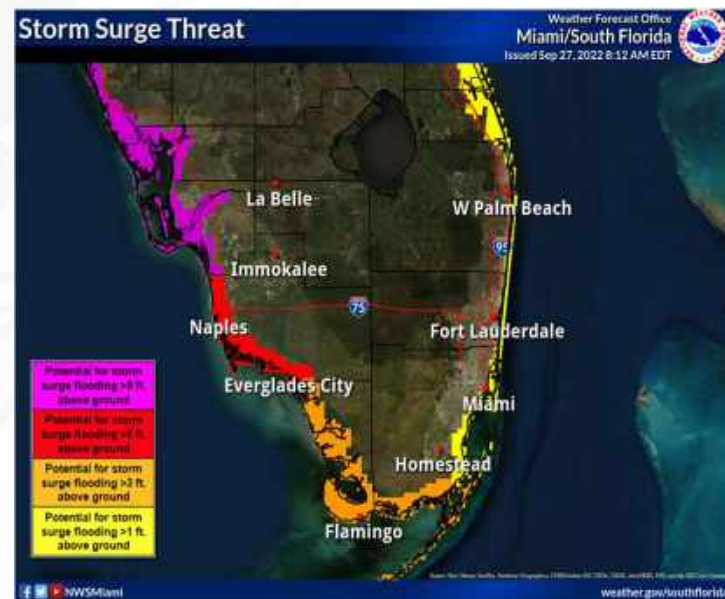 Storm Surge Threat
Weather Forecast Office
Miami/South Florida
Issued Sep 27, 2022 8:12 AM EDT
La Belle
W Palm Beach
95
Immokalee
75
Naples
Fort Lauderdale
Everglades City
Miami
Homestead
Flamingo
Potential for storm
surge flooding >9 ft.
above ground
Potential for storm
surge flooding >6 ft.
above ground
Potential for storm
surge flooding >3 ft.
above ground
Potential for storm
surge flooding >1 ft.
above ground
NWSMiami
weather.gov/southflorida